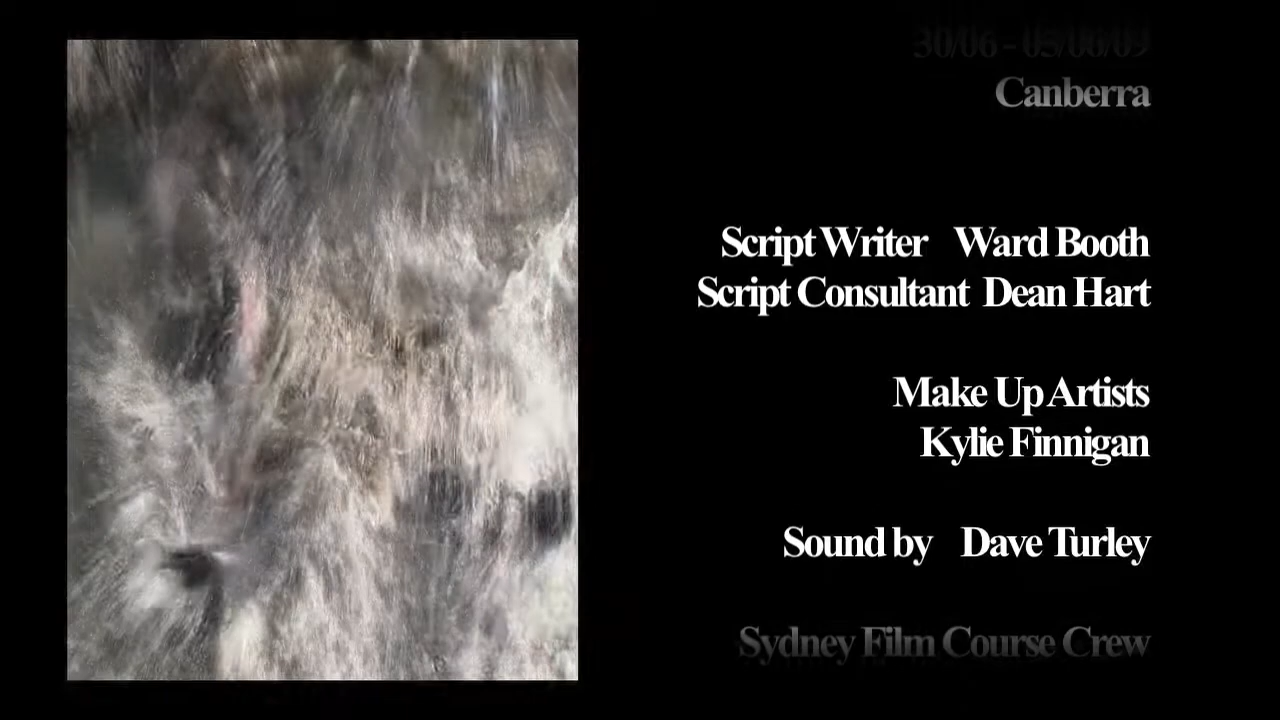 Canberra
Script Writer Ward Booth
Script Consultant Dean Hart
Make Up Artists
Kylie Finnigan
Sound by Dave Turley
Sydney Film Course Crew